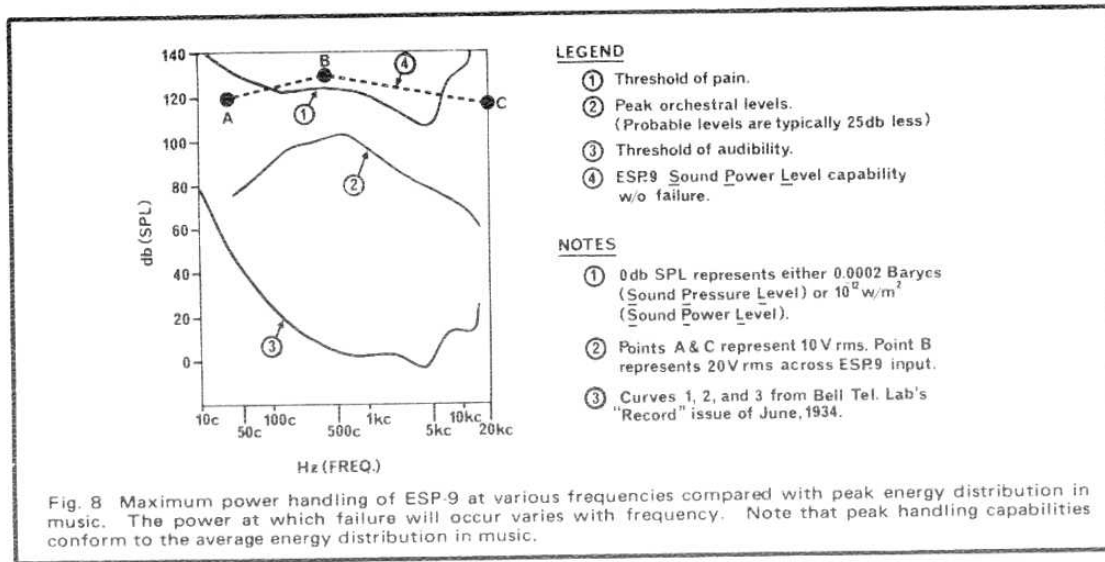 140
120
100
80
60
40
20
0
db (SPL)
A
B
C
1
2
3
4
10c
50c
100c
500c
1kc
5kc
10kc
20kc
Hz (FREQ.)
LEGEND
1 Threshold of pain.
2 Peak orchestral levels.
(Probable levels are typically 25db less)
3 Threshold of audibility.
4 ESP.9 Sound Power Level capability
w/o failure.
NOTES
1 0db SPL represents either 0.0002 Barycs
(Sound Pressure Level) or 10¹² w/m²
(Sound Power Level).
2 Points A & C represent 10V rms. Point B
represents 20V rms across ESP.9 input.
3 Curves 1, 2, and 3 from Bell Tel. Lab's
"Record" issue of June, 1934.
Fig. 8 Maximum power handling of ESP-9 at various frequencies compared with peak energy distribution in
music. The power at which failure will occur varies with frequency. Note that peak handling capabilities
conform to the average energy distribution in music.